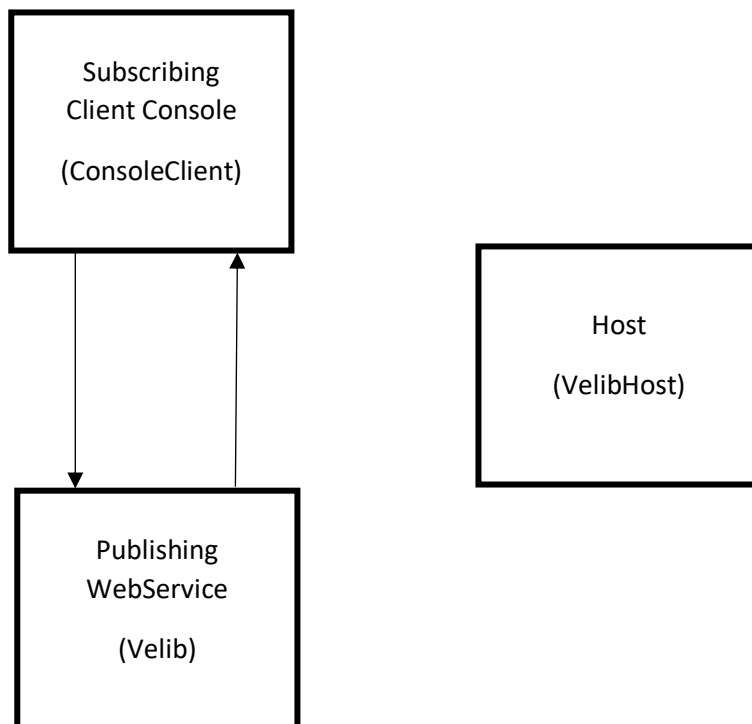 Subscribing
Client Console
(ConsoleClient)
Host
(VelibHost)
Publishing
WebService
(Velib)